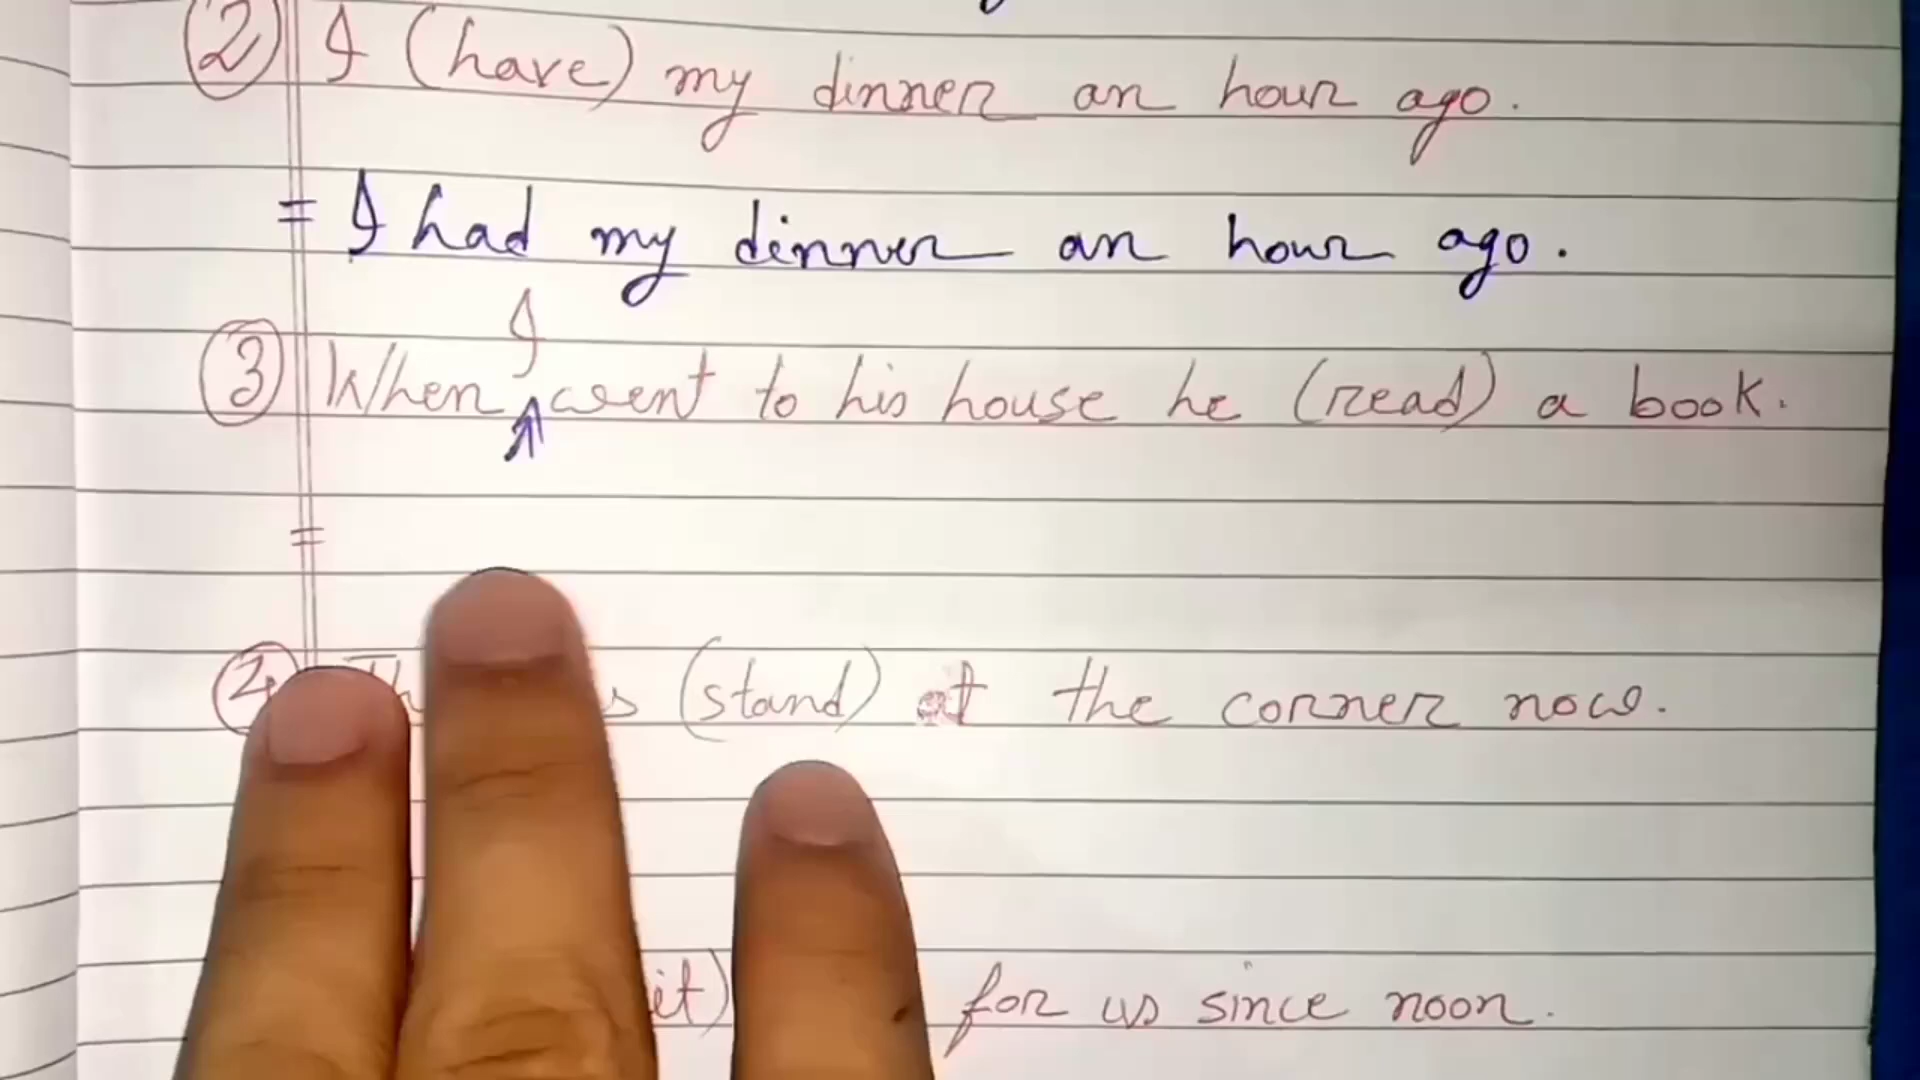 ② I (have) my dinner an hour ago.
= I had my dinner an hour ago.
I
③ When went to his house he (read) a book.
=
④ (stand) at the corner now.
for us since noon.